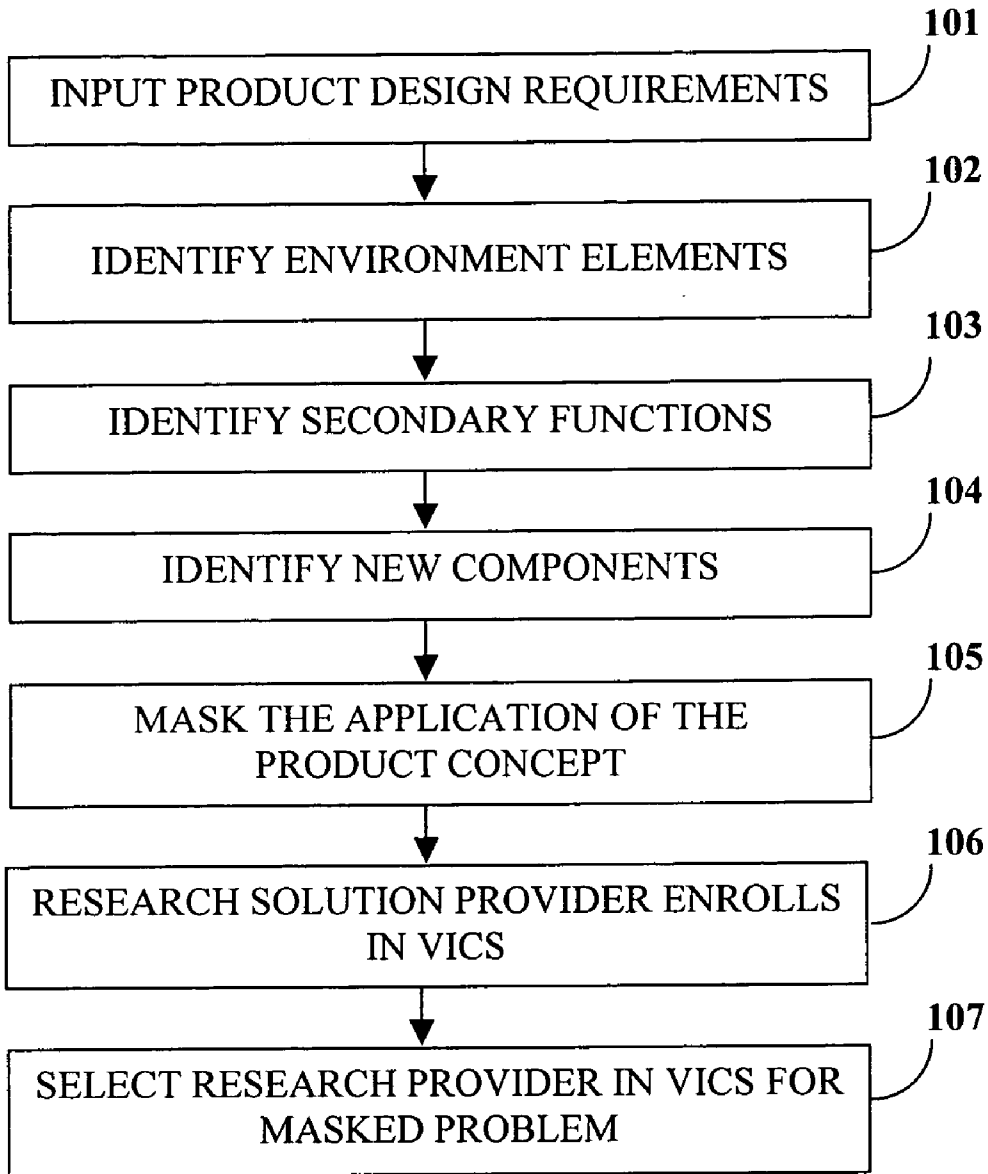 101
INPUT PRODUCT DESIGN REQUIREMENTS
102
IDENTIFY ENVIRONMENT ELEMENTS
103
IDENTIFY SECONDARY FUNCTIONS
104
IDENTIFY NEW COMPONENTS
105
MASK THE APPLICATION OF THE
PRODUCT CONCEPT
106
RESEARCH SOLUTION PROVIDER ENROLLS
IN VICS
107
SELECT RESEARCH PROVIDER IN VICS FOR
MASKED PROBLEM